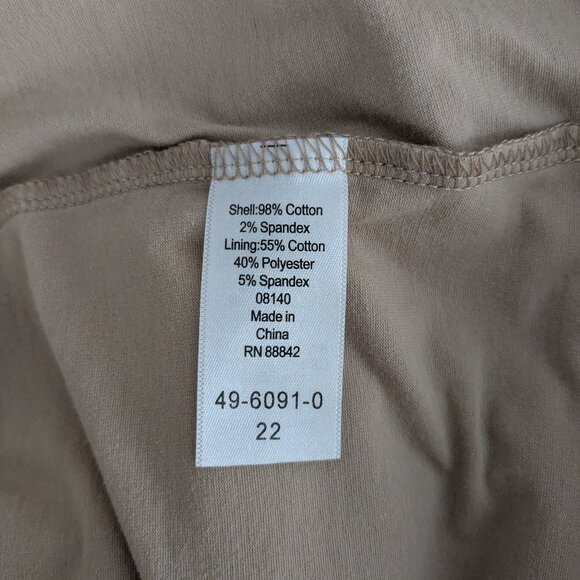 Shell:98% Cotton
2% Spandex
Lining:55% Cotton
40% Polyester
5% Spandex
08140
Made in
China
RN 88842
49-6091-0
22